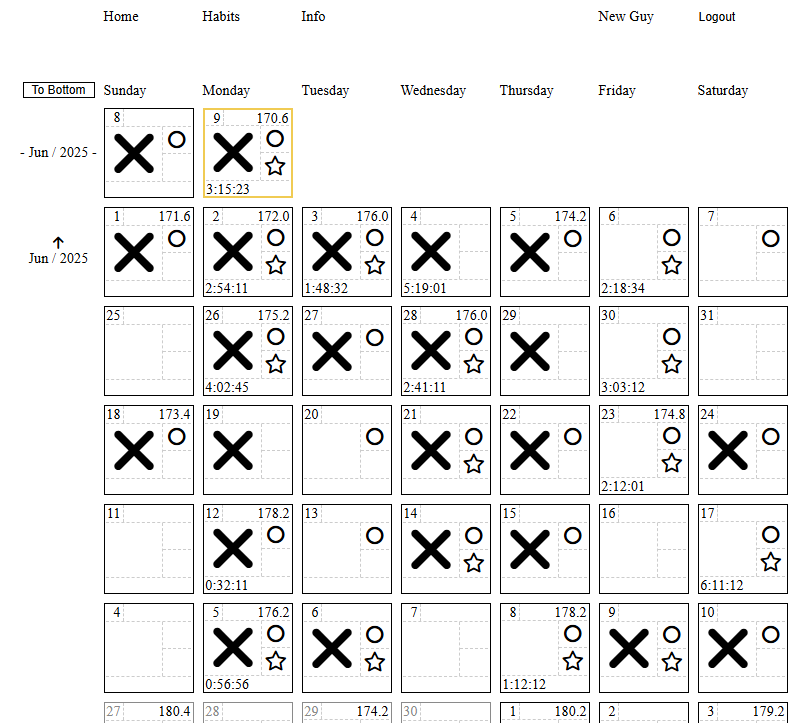 Home Habits Info New Guy Logout
To Bottom Sunday Monday Tuesday Wednesday Thursday Friday Saturday
8 9 170.6
- Jun / 2025 -
3:15:23
1 171.6 2 172.0 3 176.0 4 5 174.2 6 7
Jun / 2025
2:54:11 1:48:32 5:19:01 2:18:34
25 26 175.2 27 28 176.0 29 30 31
4:02:45 2:41:11 3:03:12
18 173.4 19 20 21 22 23 174.8 24
2:12:01
11 12 178.2 13 14 15 16 17
0:32:11 6:11:12
4 5 176.2 6 7 8 178.2 9 10
0:56:56 1:12:12
27 180.4 28 29 174.2 30 1 180.2 2 3 179.2